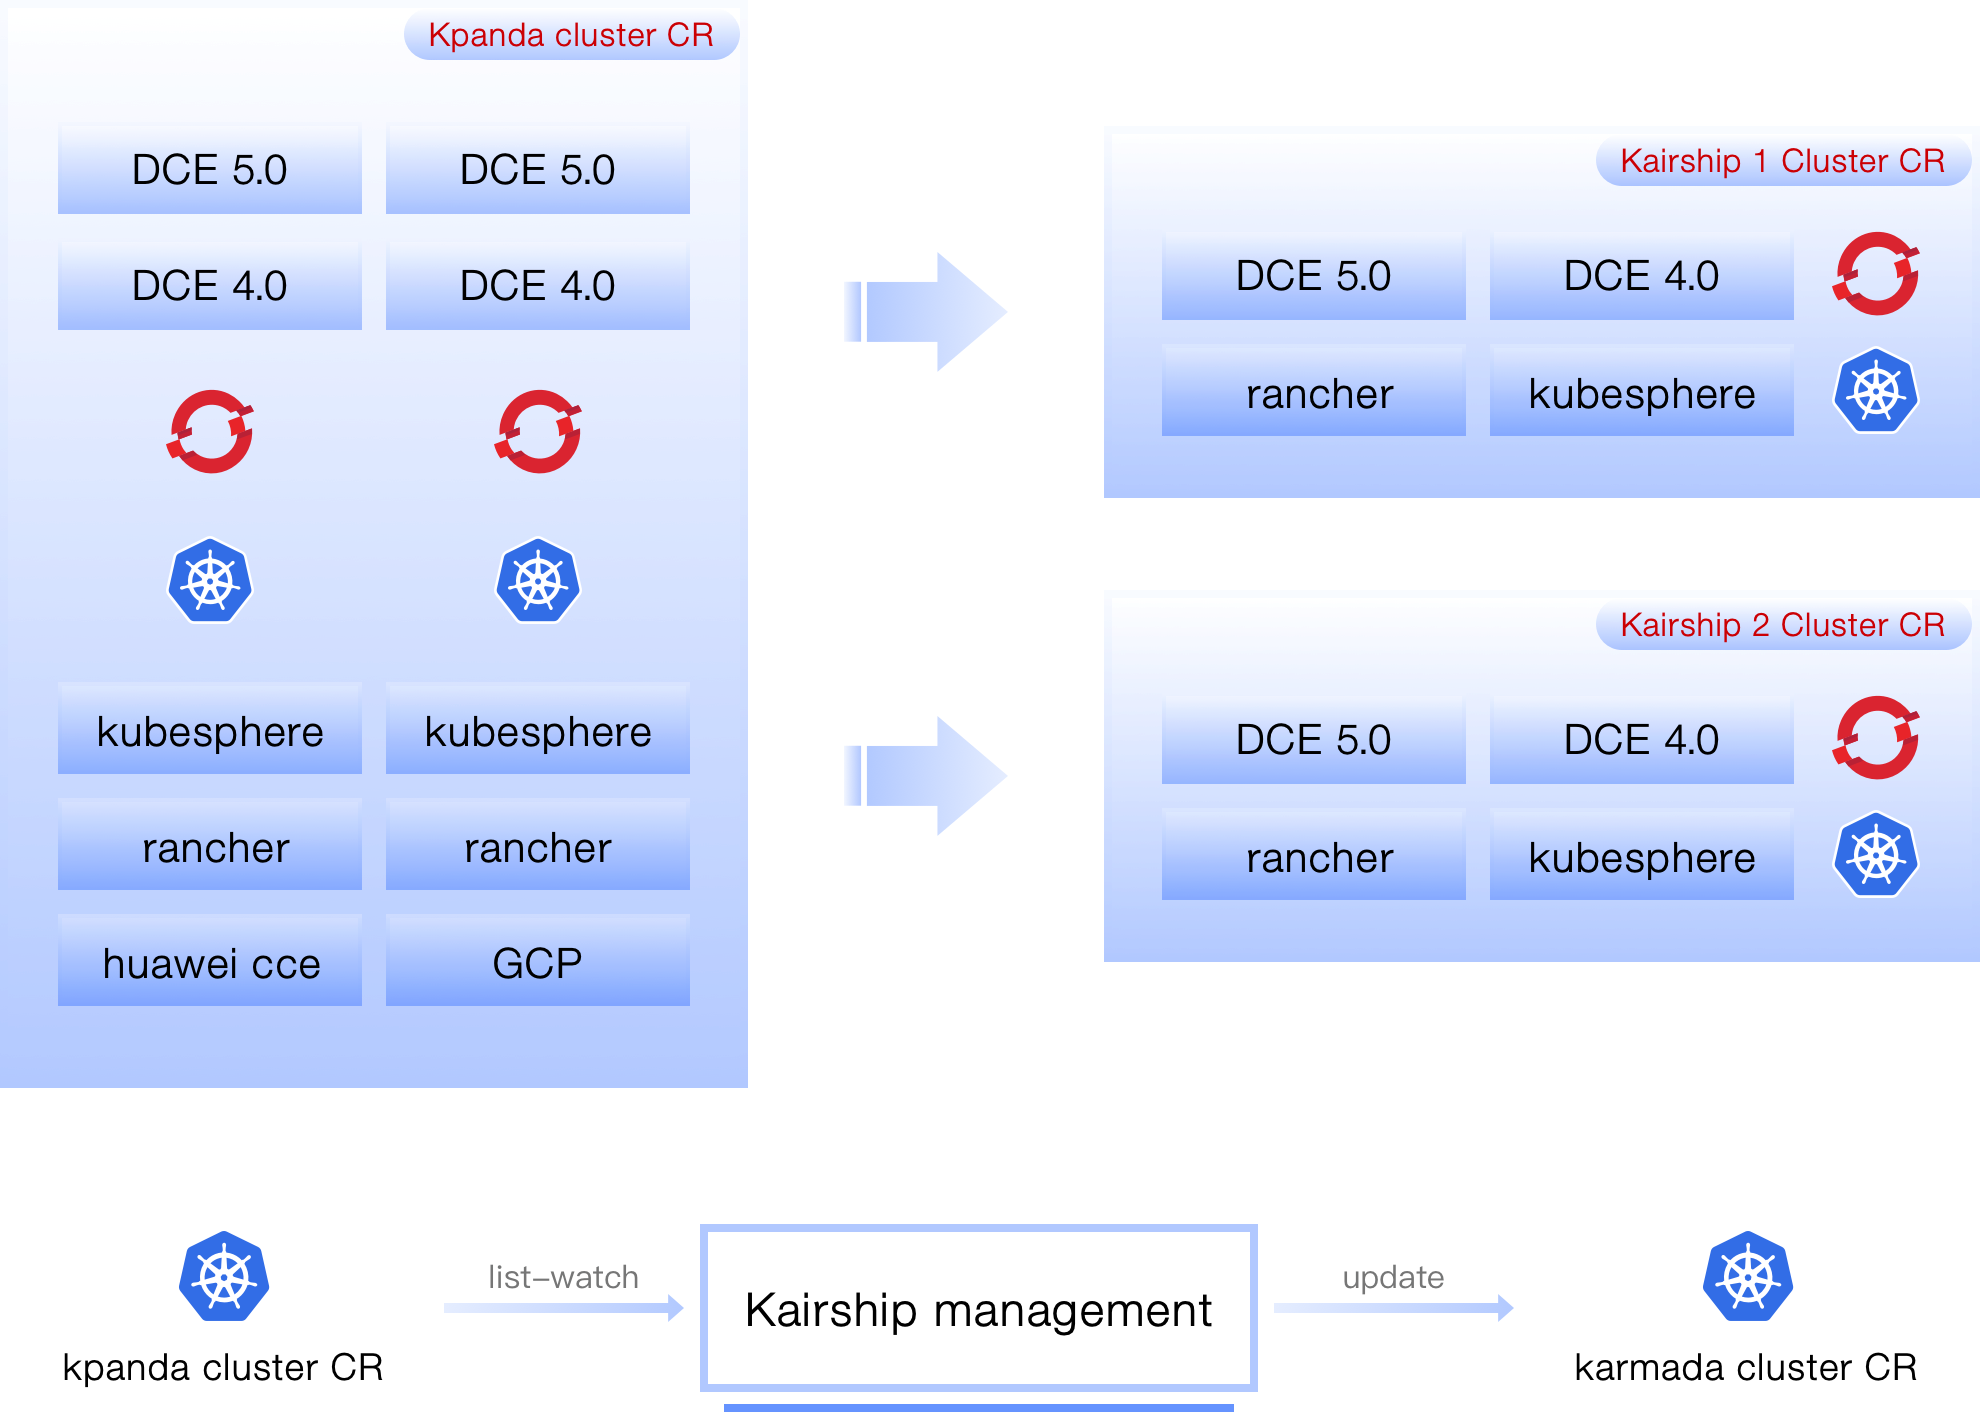 Kpanda cluster CR
DCE 5.0
DCE 5.0
DCE 4.0
DCE 4.0
kubesphere
kubesphere
rancher
rancher
huawei cce
GCP
Kairship 1 Cluster CR
DCE 5.0
DCE 4.0
rancher
kubesphere
Kairship 2 Cluster CR
DCE 5.0
DCE 4.0
rancher
kubesphere
kpanda cluster CR
list-watch
Kairship management
update
karmada cluster CR